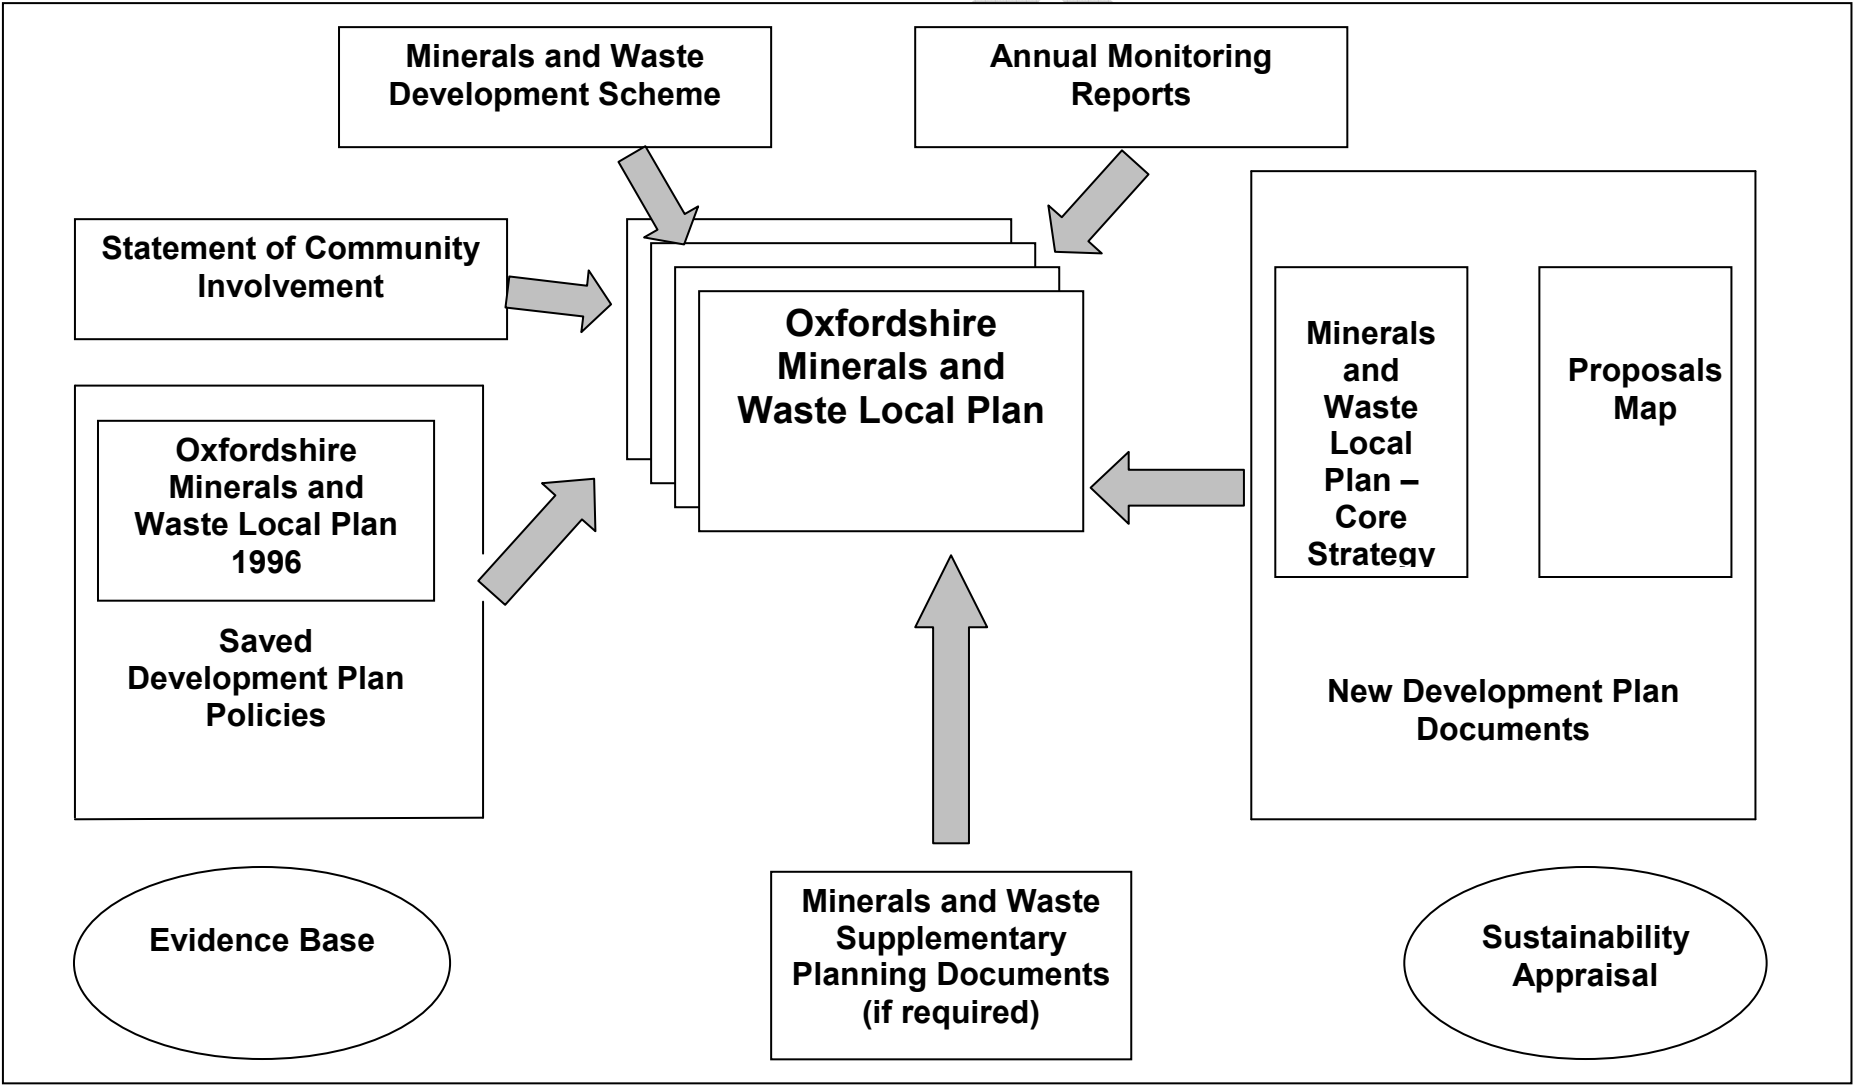 Minerals and Waste
Development Scheme
Annual Monitoring
Reports
Statement of Community
Involvement
Oxfordshire
Minerals and
Waste Local Plan
Oxfordshire
Minerals and
Waste Local Plan
1996
Saved
Development Plan
Policies
Minerals
and
Waste
Local
Plan –
Core
Strategy
Proposals
Map
New Development Plan
Documents
Evidence Base
Minerals and Waste
Supplementary
Planning Documents
(if required)
Sustainability
Appraisal